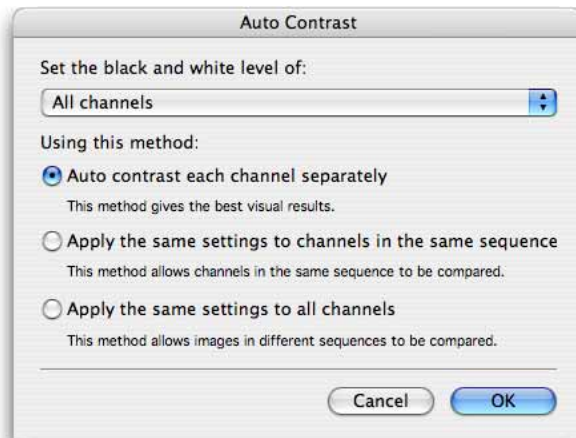 Auto Contrast
Set the black and white level of:
All channels
Using this method:
Auto contrast each channel separately
This method gives the best visual results.
Apply the same settings to channels in the same sequence
This method allows channels in the same sequence to be compared.
Apply the same settings to all channels
This method allows images in different sequences to be compared.
Cancel OK